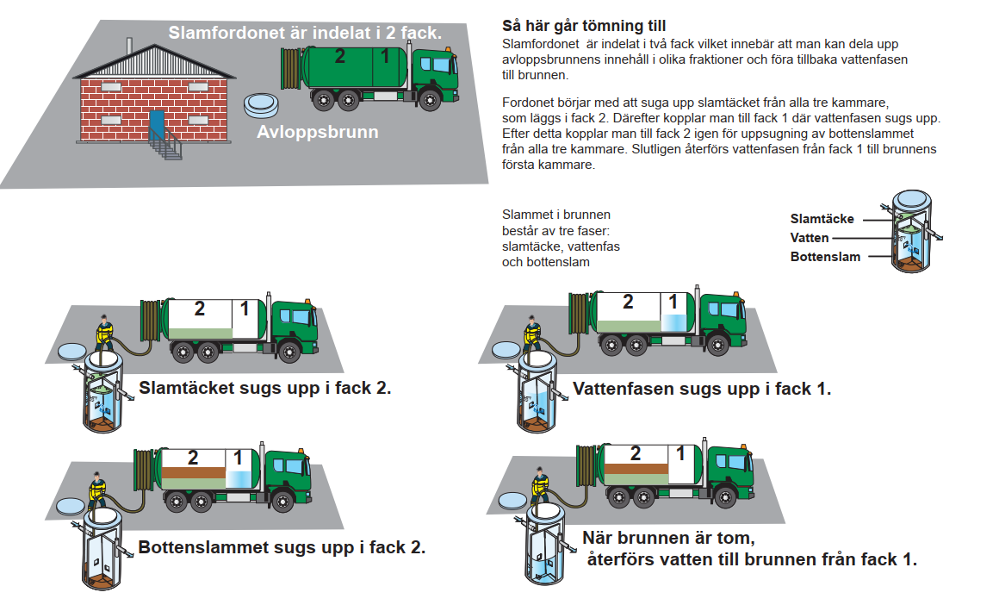 Slamfordonet är indelat i 2 fack.
2 1
Avloppsbrunn
Så här går tömning till
Slamfordonet är indelat i två fack vilket innebär att man kan dela upp
avloppsbrunnens innehåll i olika fraktioner och föra tillbaka vattenfasen
till brunnen.
Fordonet börjar med att suga upp slamtäcket från alla tre kammare,
som läggs i fack 2. Därefter kopplar man till fack 1 där vattenfasen sugs upp.
Efter detta kopplar man till fack 2 igen för uppsugning av bottenslammet
från alla tre kammare. Slutligen återförs vattenfasen från fack 1 till brunnens
första kammare.
Slammet i brunnen
består av tre faser:
slamtäcke, vattenfas
och bottenslam
Slamtäcke
Vatten
Bottenslam
2 1
Slamtäcket sugs upp i fack 2.
2 1
Vattenfasen sugs upp i fack 1.
2 1
Bottenslammet sugs upp i fack 2.
2 1
När brunnen är tom,
återförs vatten till brunnen från fack 1.